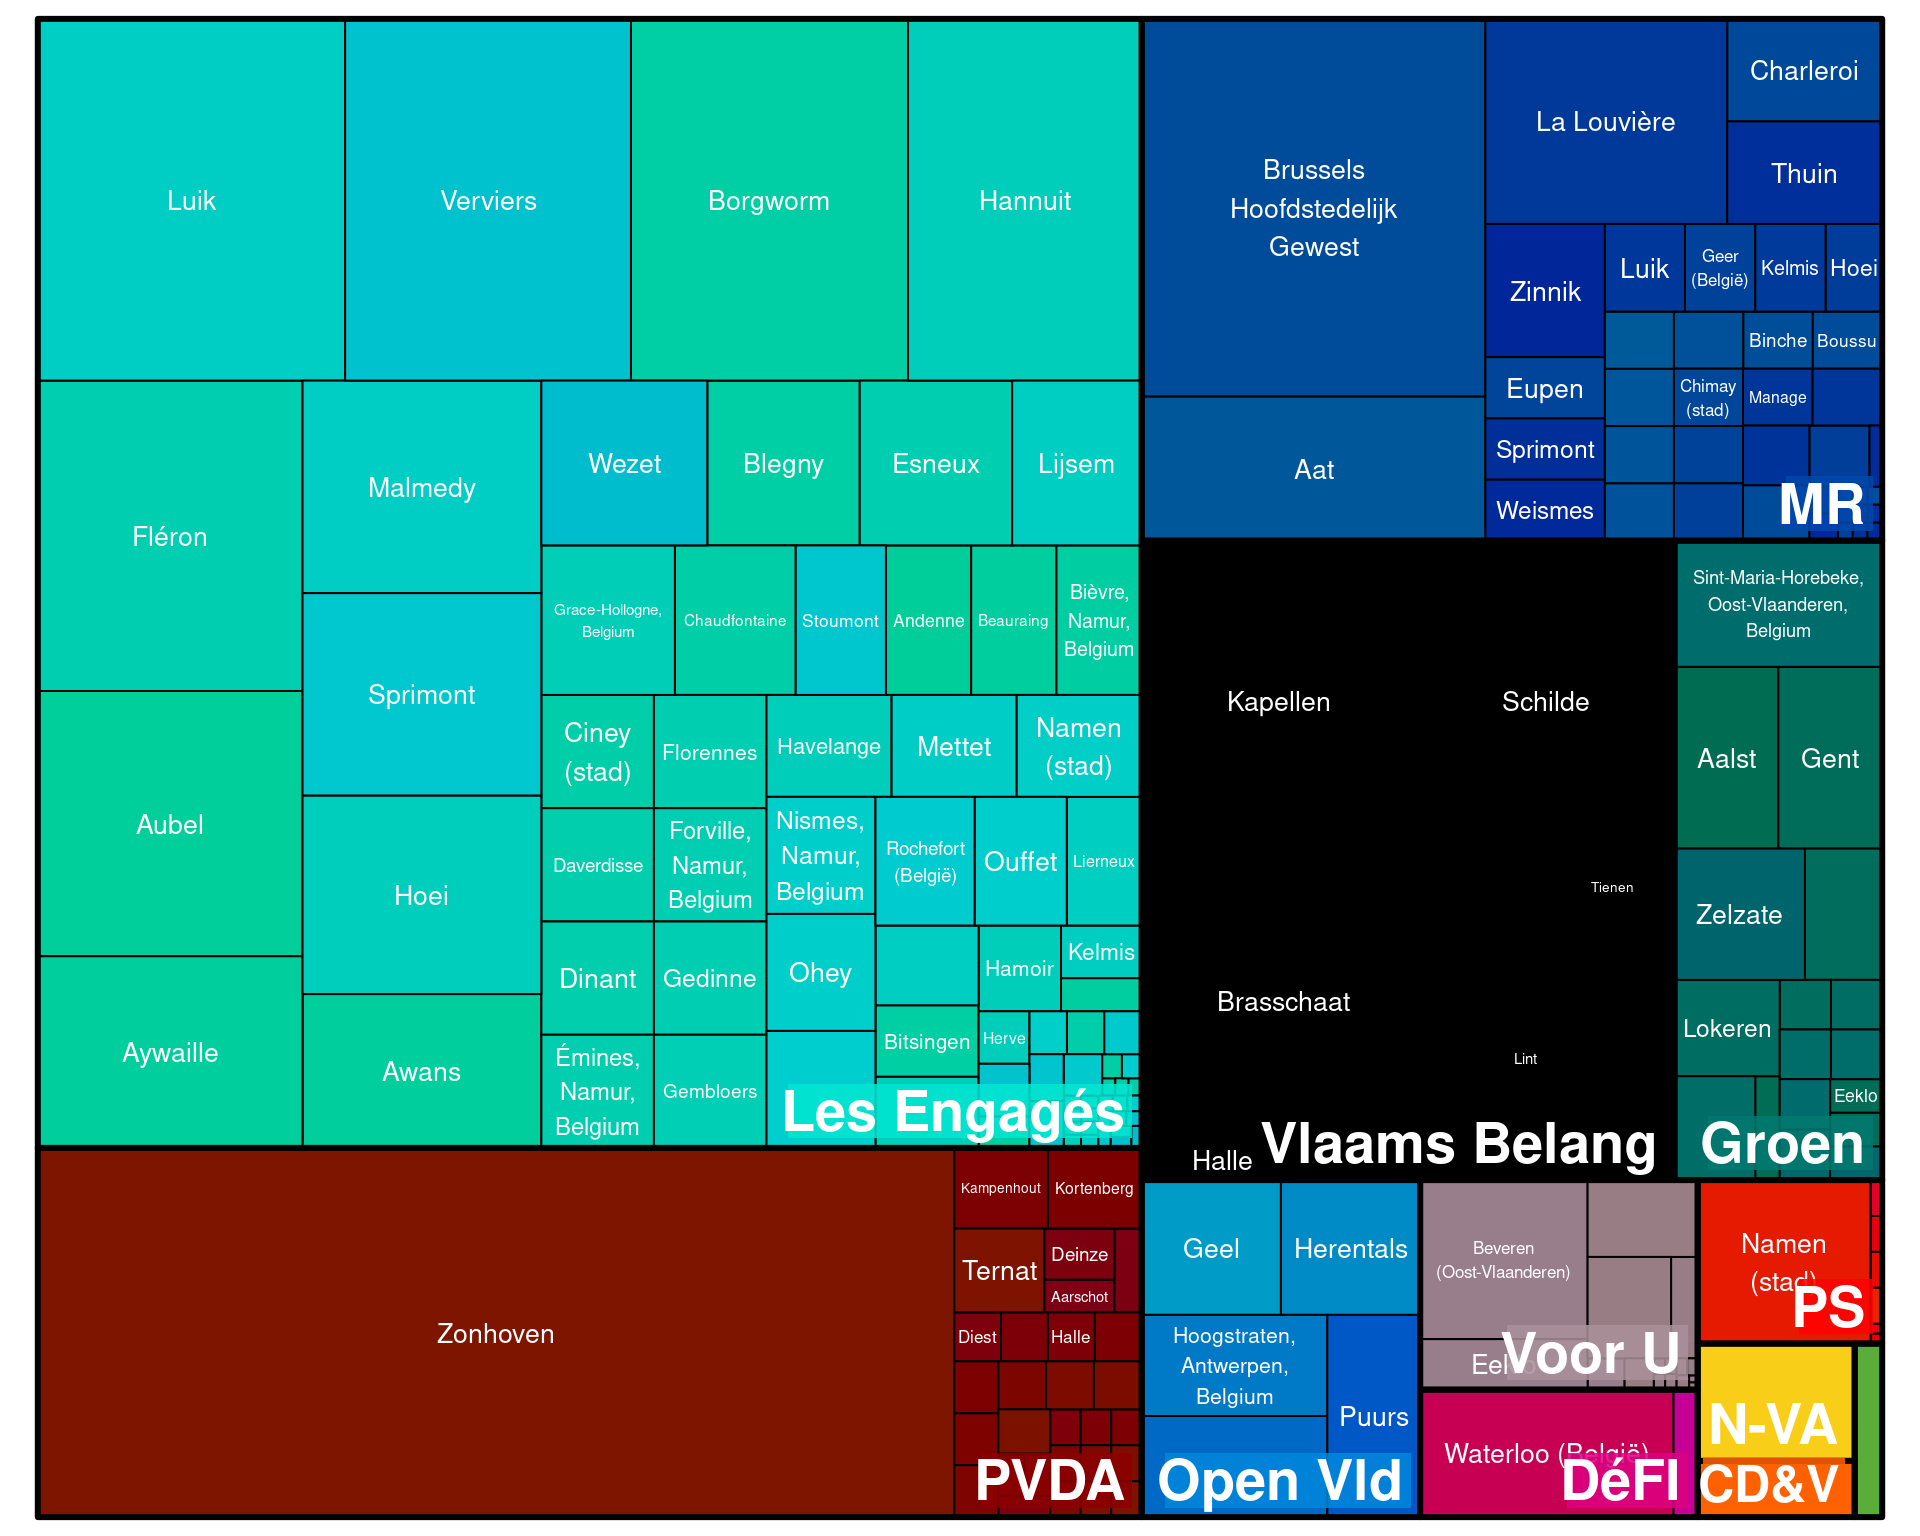 Luik
Verviers
Borgworm
Hannuit
Fléron
Malmedy
Wezet
Blegny
Esneux
Lijsem
Sprimont
Grace-Hollogne,
Belgium
Chaudfontaine
Stoumont
Andenne
Beauraing
Bièvre,
Namur,
Belgium
Aubel
Hoei
Ciney
(stad)
Florennes
Havelange
Mettet
Namen
(stad)
Daverdisse
Forville,
Namur,
Belgium
Nismes,
Namur,
Belgium
Rochefort
(België)
Ouffet
Lierneux
Aywaille
Awans
Dinant
Gedinne
Ohey
Hamoir
Kelmis
Émines,
Namur,
Belgium
Gembloers
Bitsingen
Herve
Les Engagés
Zonhoven
Kampenhout
Kortenberg
Ternat
Deinze
Aarschot
Diest
Halle
PVDA
Brussels
Hoofdstedelijk
Gewest
Aat
La Louvière
Charleroi
Thuin
Zinnik
Luik
Geer
(België)
Kelmis
Hoei
Binche
Boussu
Eupen
Chimay
(stad)
Manage
Sprimont
Weismes
MR
Kapellen
Schilde
Tienen
Brasschaat
Lint
Halle
Vlaams Belang
Sint-Maria-Horebeke,
Oost-Vlaanderen,
Belgium
Aalst
Gent
Zelzate
Lokeren
Eeklo
Groen
Geel
Herentals
Hoogstraten,
Antwerpen,
Belgium
Puurs
Open Vld
Beveren
(Oost-Vlaanderen)
Eeklo
Voor U
Waterloo (België)
DéFI
Namen
(stad)
PS
N-VA
CD&V